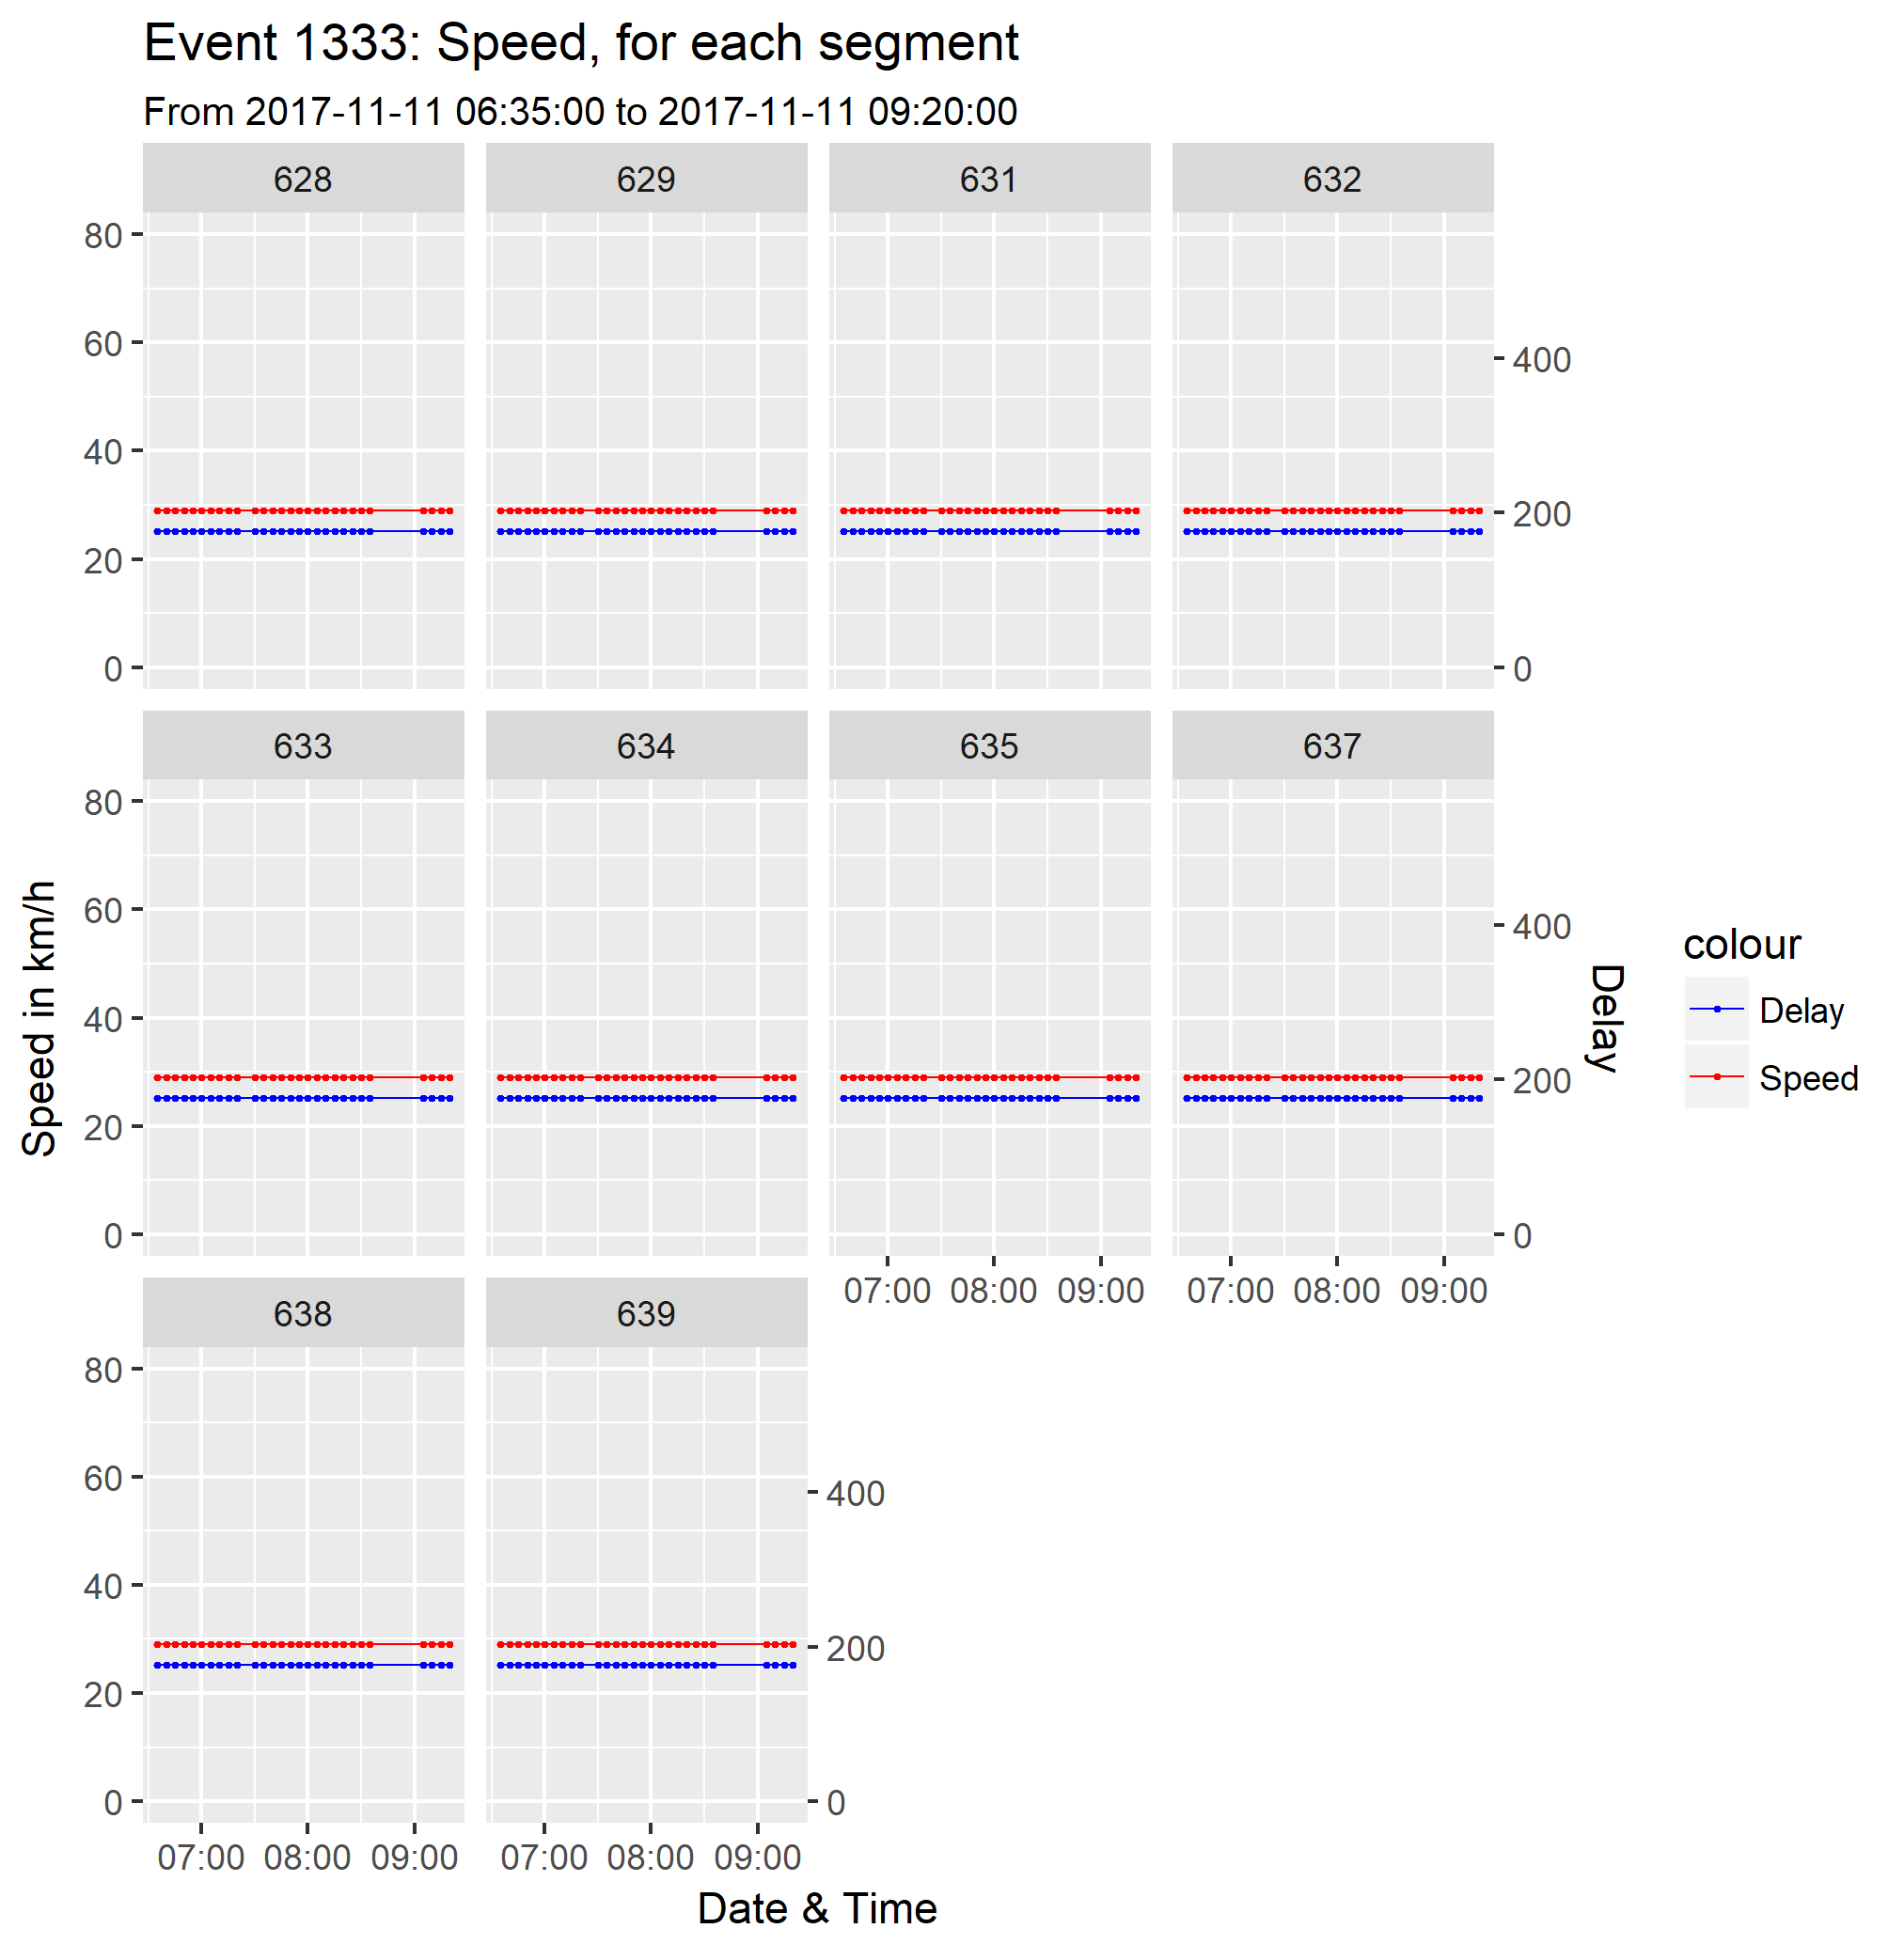 Event 1333: Speed, for each segment
From 2017-11-11 06:35:00 to 2017-11-11 09:20:00
628 629 631 632
80
60
40
20
0
400
200
0
633 634 635 637
80
60
40
20
0
400
200
0
07:00 08:00 09:00 07:00 08:00 09:00
638 639
80
60
40
20
0
400
200
0
07:00 08:00 09:00 07:00 08:00 09:00
Date & Time
Speed in km/h
Delay
colour
Delay
Speed